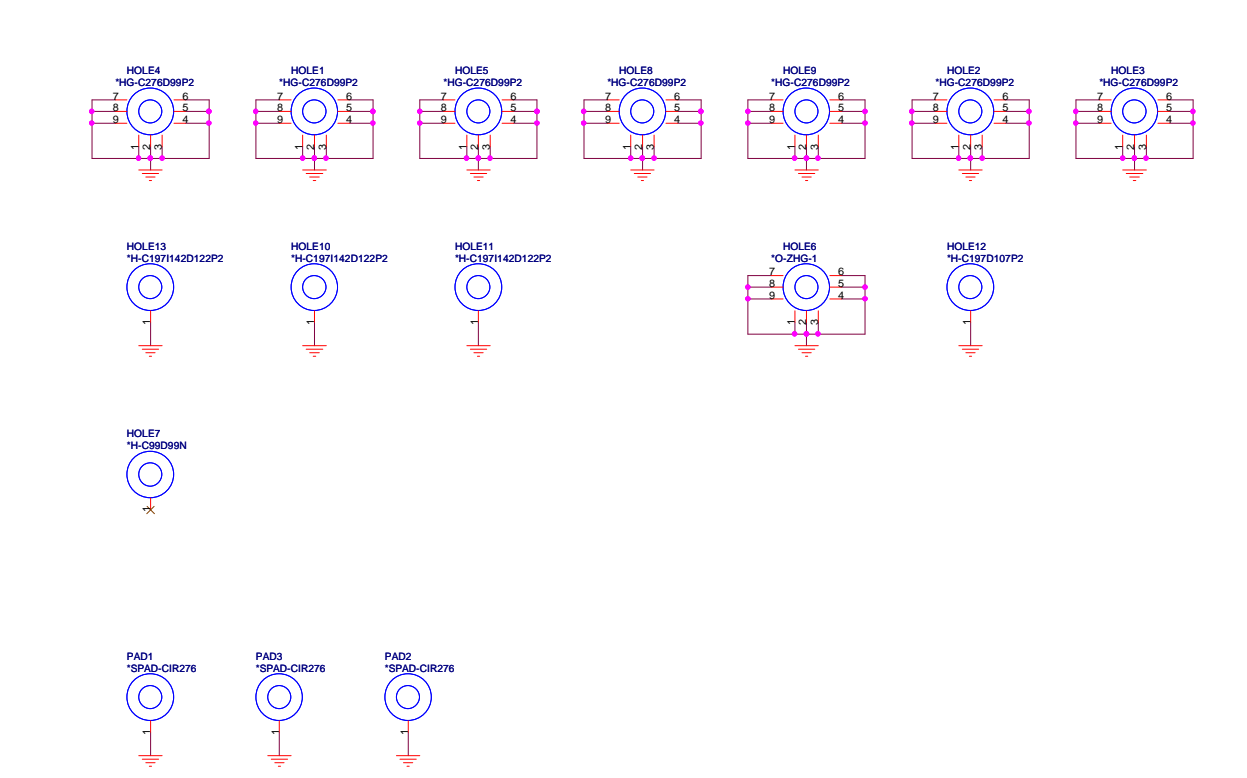 HOLE4 HOLE1 HOLE5 HOLE8 HOLE9 HOLE2 HOLE3
*HG-C276D99P2 *HG-C276D99P2 *HG-C276D99P2 *HG-C276D99P2 *HG-C276D99P2 *HG-C276D99P2 *HG-C276D99P2
7 6 7 6 7 6 7 6 7 6 7 6 7 6
8 5 8 5 8 5 8 5 8 5 8 5 8 5
9 4 9 4 9 4 9 4 9 4 9 4 9 4
1 2 3 1 2 3 1 2 3 1 2 3 1 2 3 1 2 3 1 2 3
HOLE13 HOLE10 HOLE11 HOLE6 HOLE12
*H-C197I142D122P2 *H-C197I142D122P2 *H-C197I142D122P2 *O-ZHG-1 *H-C197D107P2
7 6
8 5
9 4
1 1 1 1 2 3 1
HOLE7
*H-C99D99N
1
PAD1 PAD3 PAD2
*SPAD-CIR276 *SPAD-CIR276 *SPAD-CIR276
1 1 1